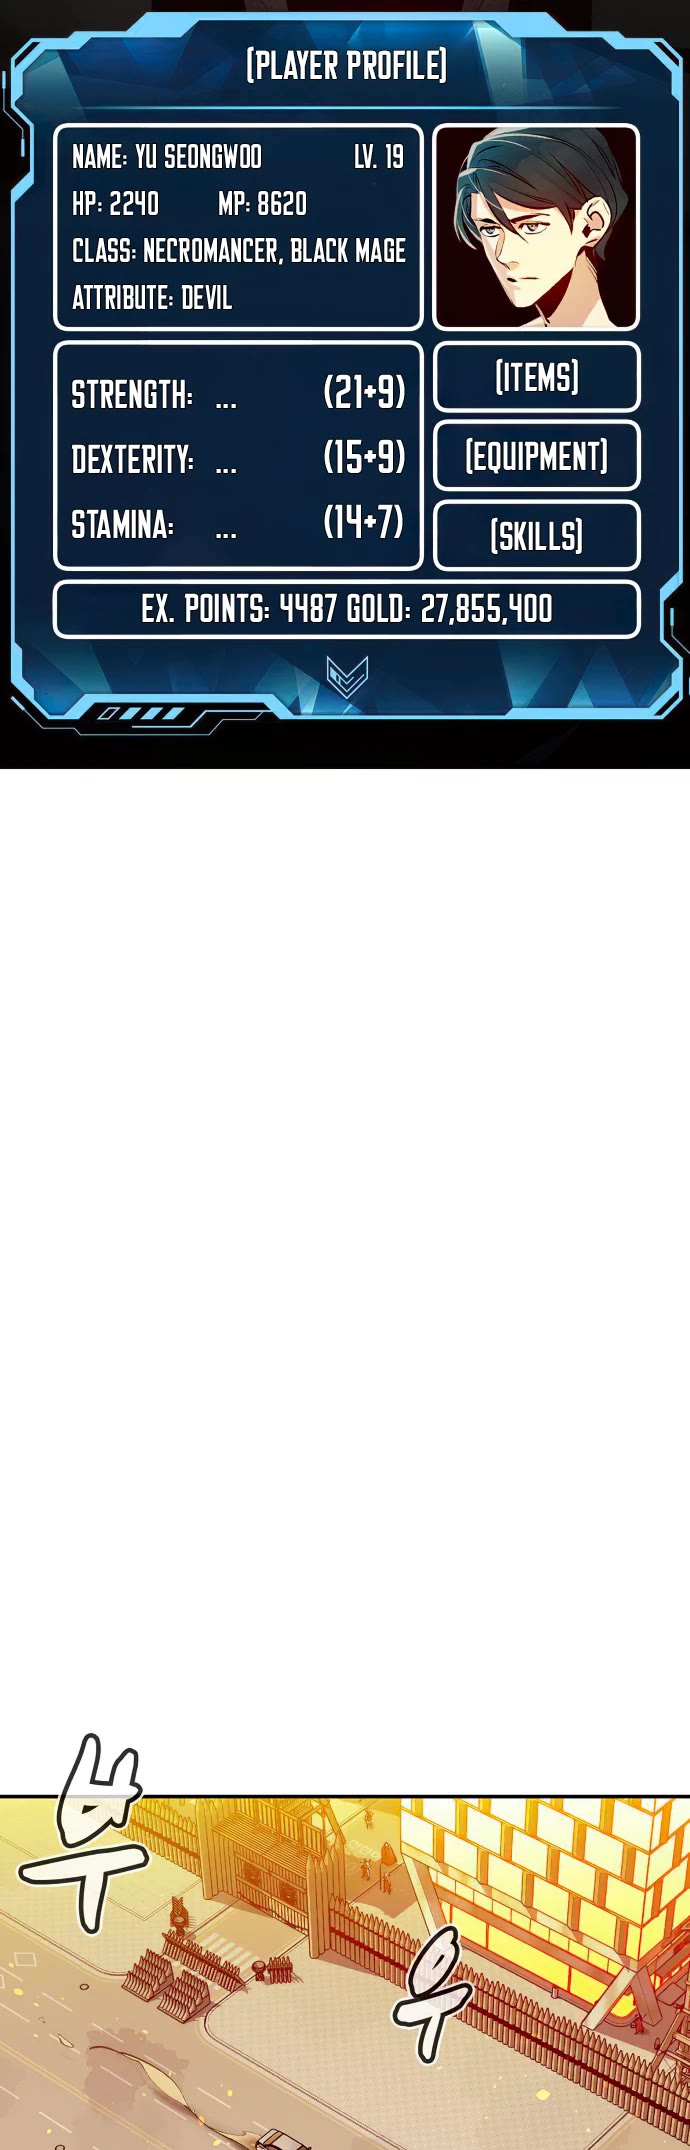 [PLAYER PROFILE]
NAME: YU SEONGWOO LV. 19
HP: 2240 MP: 8620
CLASS: NECROMANCER, BLACK MAGE
ATTRIBUTE: DEVIL
STRENGTH: ... (21+9)
DEXTERITY: ... (15+9)
STAMINA: ... (14+7)
[ITEMS]
[EQUIPMENT]
[SKILLS]
EX. POINTS: 4487 GOLD: 27,855,400
부
우